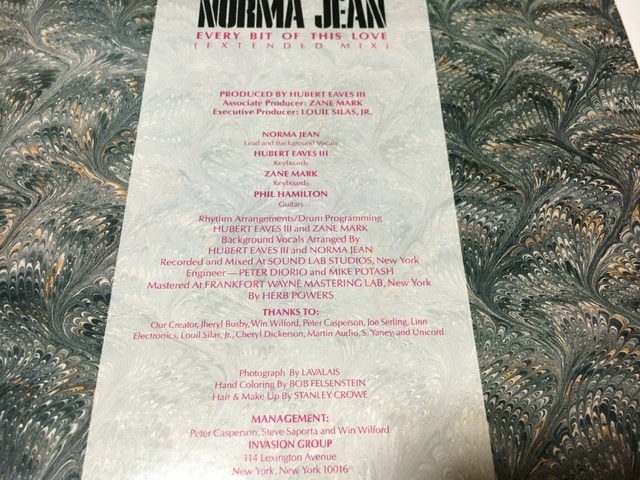 NORMA JEAN
EVERY BIT OF THIS LOVE
(EXTENDED MIX)
PRODUCED BY HUBERT EAVES III
Associate Producer: ZANE MARK
Executive Producer: LOUIL SILAS, JR.
NORMA JEAN
Lead and Background Vocals
HUBERT EAVES III
Keyboards
ZANE MARK
Keyboards
PHIL HAMILTON
Guitars
Rhythm Arrangements/Drum Programming
HUBERT EAVES III and ZANE MARK
Background Vocals Arranged By
HUBERT EAVES III and NORMA JEAN
Recorded and Mixed At SOUND LAB STUDIOS, New York
Engineer — PETER DIORIO and MIKE POTASH
Mastered At FRANKFORT WAYNE MASTERING LAB, New York
By HERB POWERS
THANKS TO:
Our Creator, Jheryl Busby, Win Wilford, Peter Casperson, Joe Serling, Linn
Electronics, Louil Silas, Jr., Cheryl Dickerson, Martin Audio, S. Yaney, and Unicord
Photograph By LAVALAIS
Hand Coloring By BOB FELSENSTEIN
Hair & Make Up By STANLEY CROWE
MANAGEMENT:
Peter Casperson, Steve Saporta and Win Wilford
INVASION GROUP
114 Lexington Avenue
New York, New York 10016